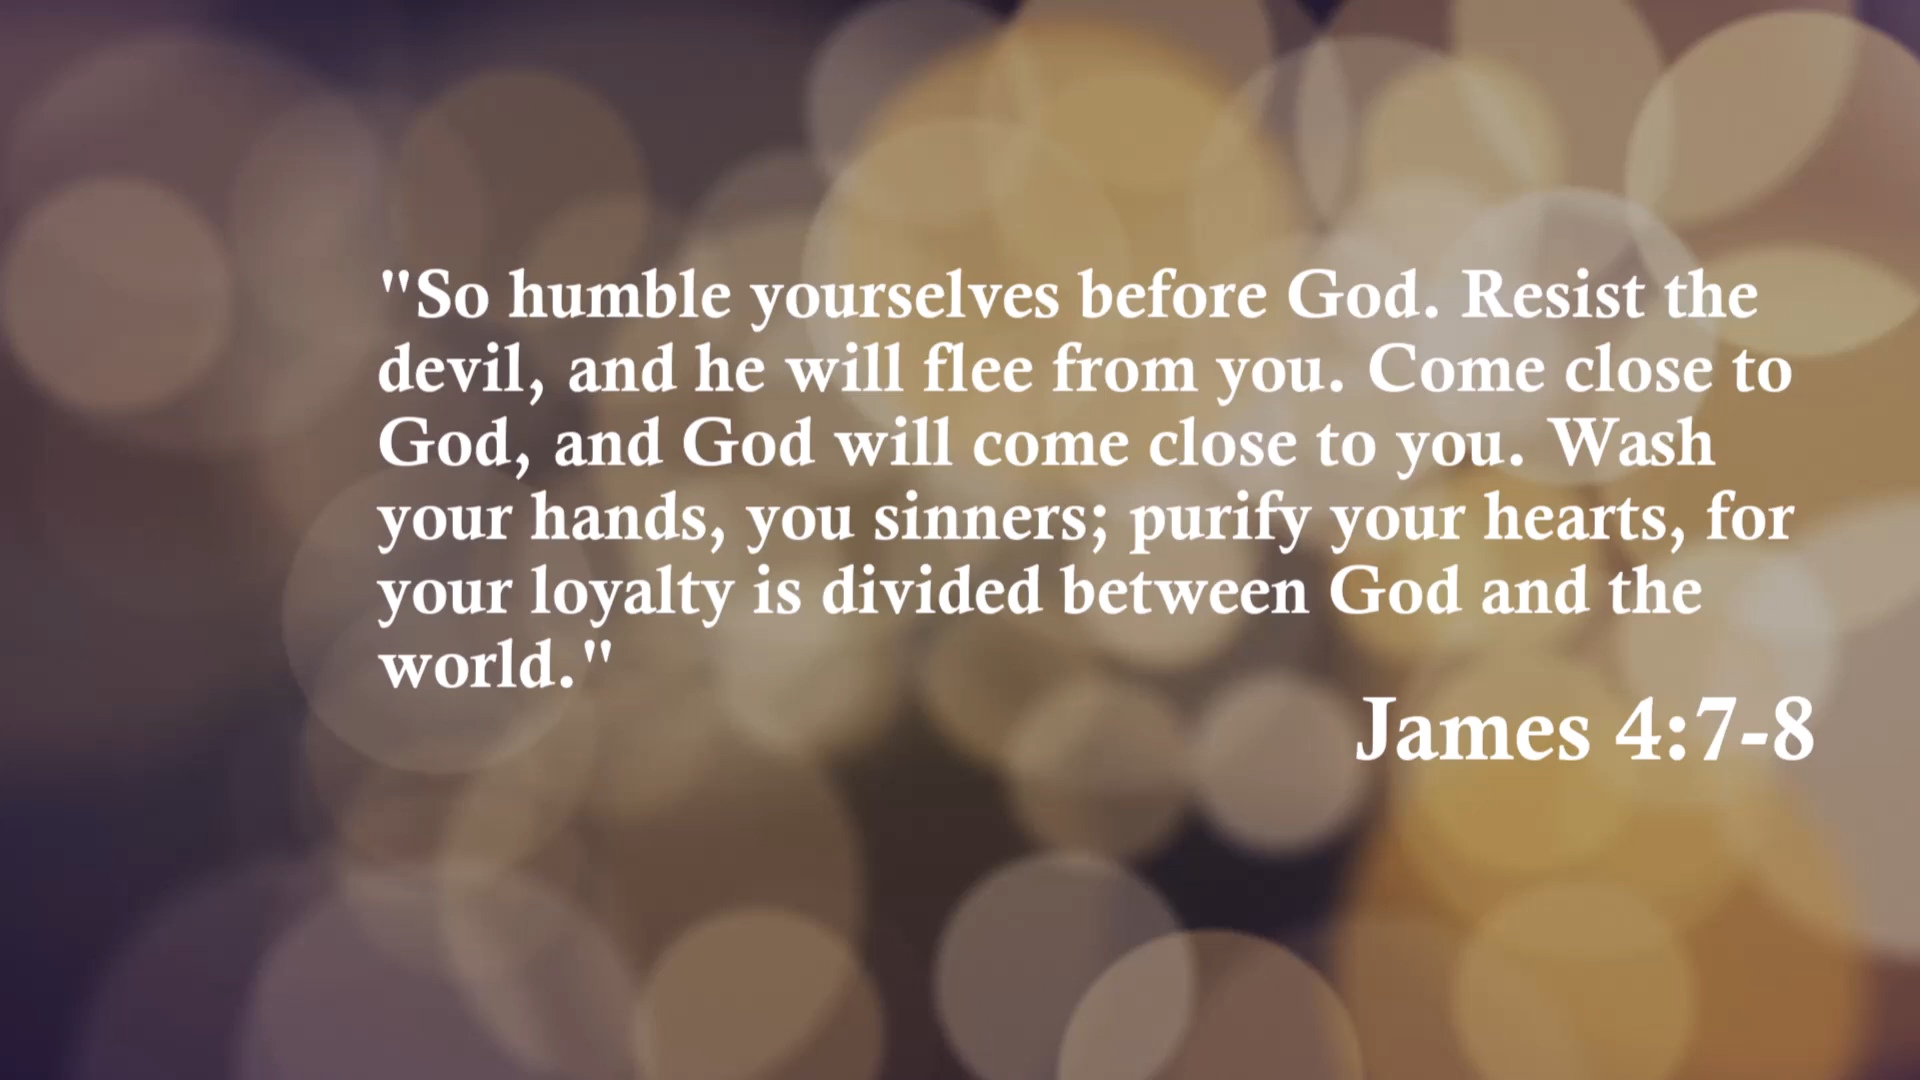 "So humble yourselves before God. Resist the
devil, and he will flee from you. Come close to
God, and God will come close to you. Wash
your hands, you sinners; purify your hearts, for
your loyalty is divided between God and the
world."
James 4:7-8